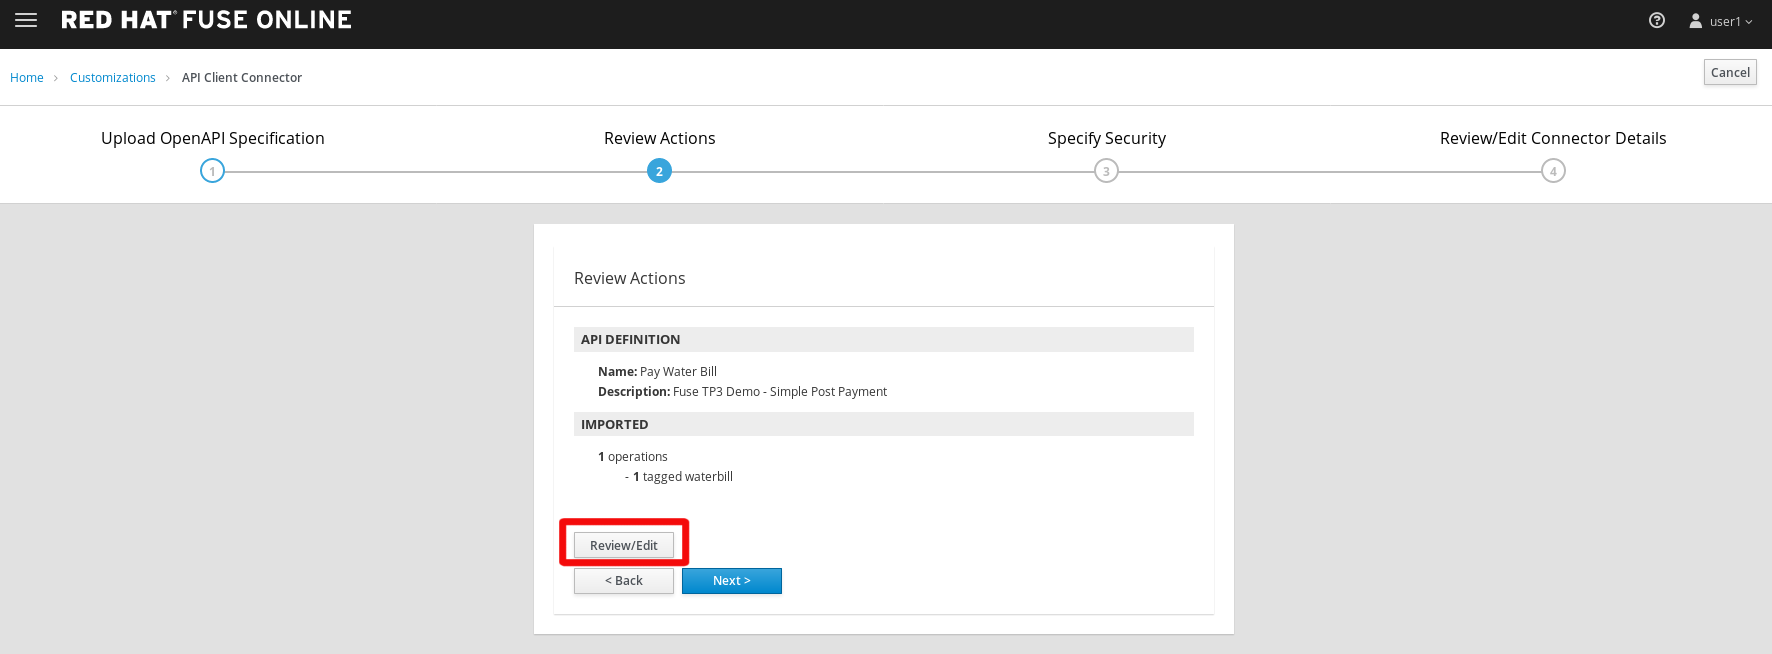 RED HAT® FUSE ONLINE
user1
Home > Customizations > API Client Connector
Cancel
Upload OpenAPI Specification
Review Actions
Specify Security
Review/Edit Connector Details
1
2
3
4
Review Actions
API DEFINITION
Name: Pay Water Bill
Description: Fuse TP3 Demo - Simple Post Payment
IMPORTED
1 operations
- 1 tagged waterbill
Review/Edit
< Back
Next >